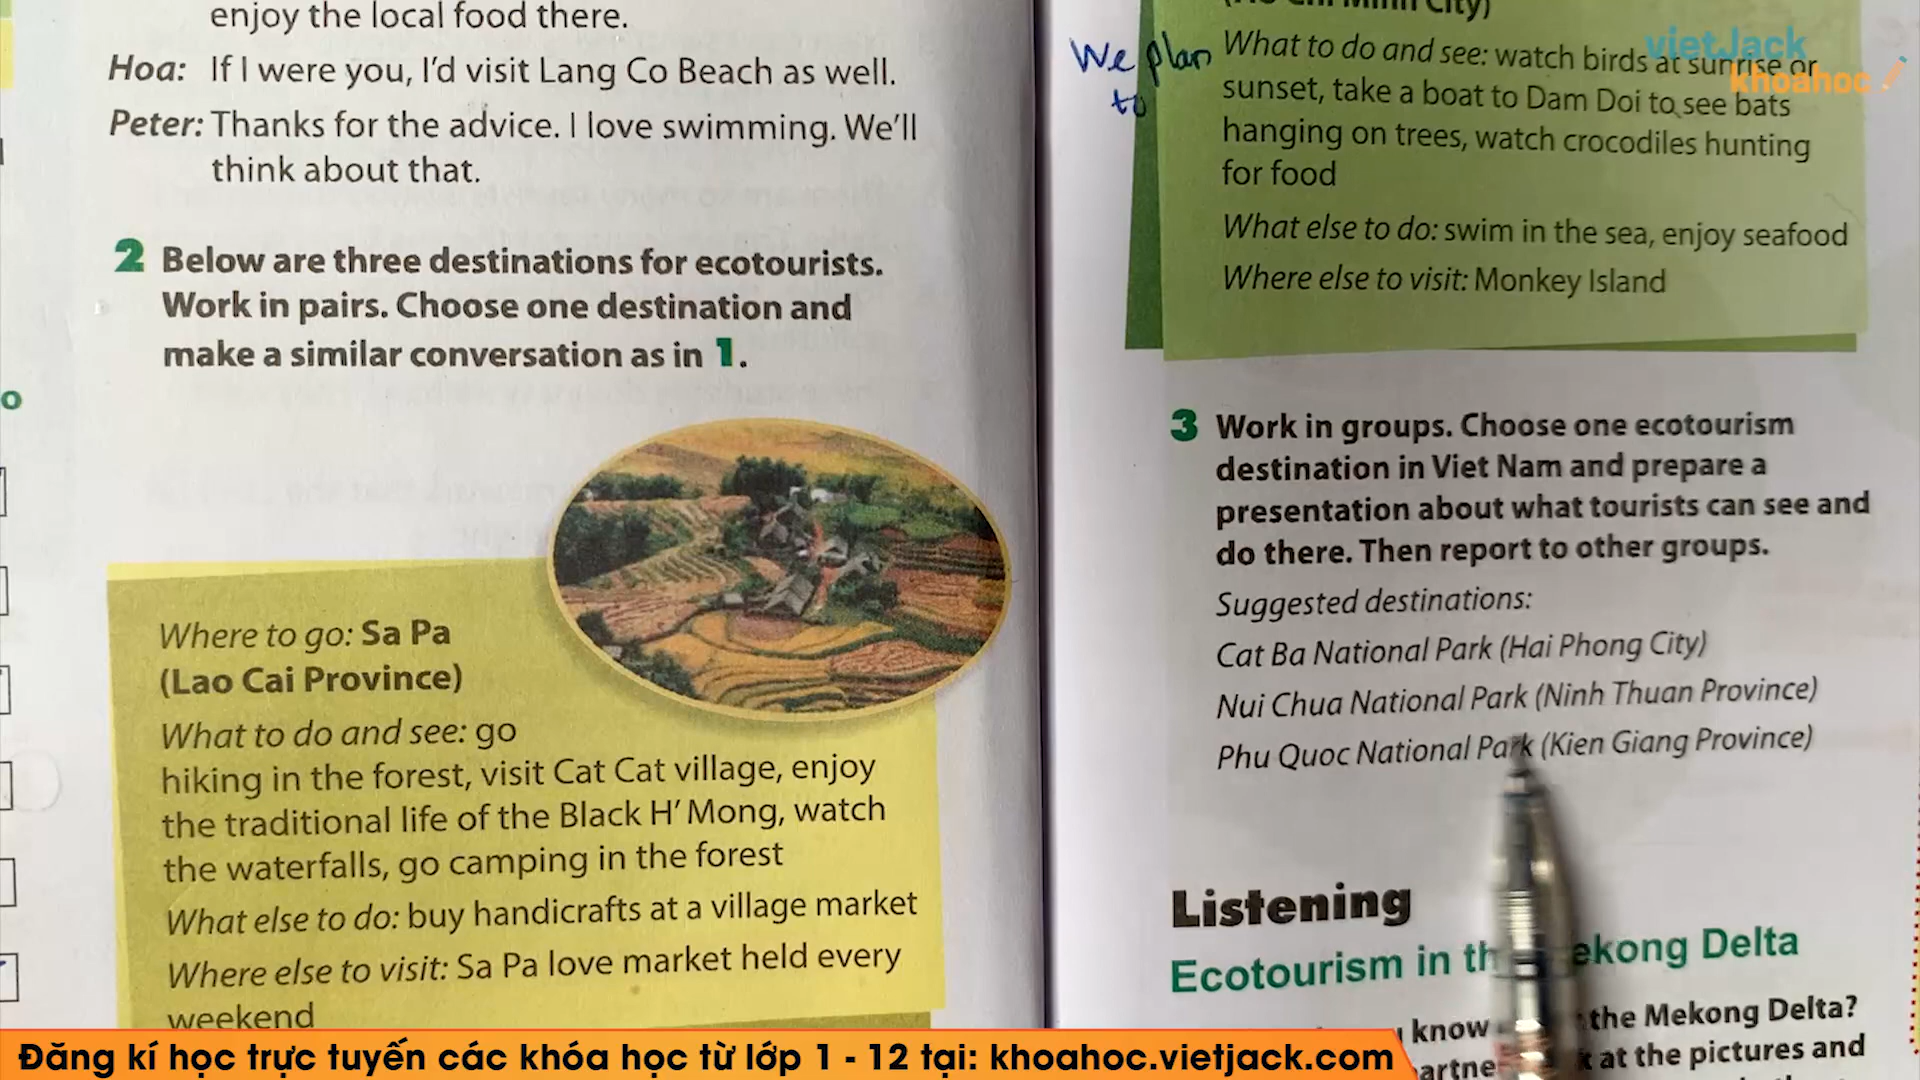 enjoy the local food there.
Hoa: If I were you, I'd visit Lang Co Beach as well.
Peter: Thanks for the advice. I love swimming. We'll
think about that.
2 Below are three destinations for ecotourists.
Work in pairs. Choose one destination and
make a similar conversation as in 1.
Where to go: Sa Pa
(Lao Cai Province)
What to do and see: go
hiking in the forest, visit Cat Cat village, enjoy
the traditional life of the Black H'Mong, watch
the waterfalls, go camping in the forest
What else to do: buy handicrafts at a village market
Where else to visit: Sa Pa love market held every
weekend
City)
We plan
to
What to do and see: watch birds at sunrise or
sunset, take a boat to Dam Doi to see bats
hanging on trees, watch crocodiles hunting
for food
What else to do: swim in the sea, enjoy seafood
Where else to visit: Monkey Island
3 Work in groups. Choose one ecotourism
destination in Viet Nam and prepare a
presentation about what tourists can see and
do there. Then report to other groups.
Suggested destinations:
Cat Ba National Park (Hai Phong City)
Nui Chua National Park (Ninh Thuan Province)
Phu Quoc National Park (Kien Giang Province)
Listening
Ecotourism in the Mekong Delta
know the Mekong Delta?
at the pictures and
vietJack
khoahoc
Đăng kí học trực tuyến các khóa học từ lớp 1 - 12 tại: khoahoc.vietjack.com